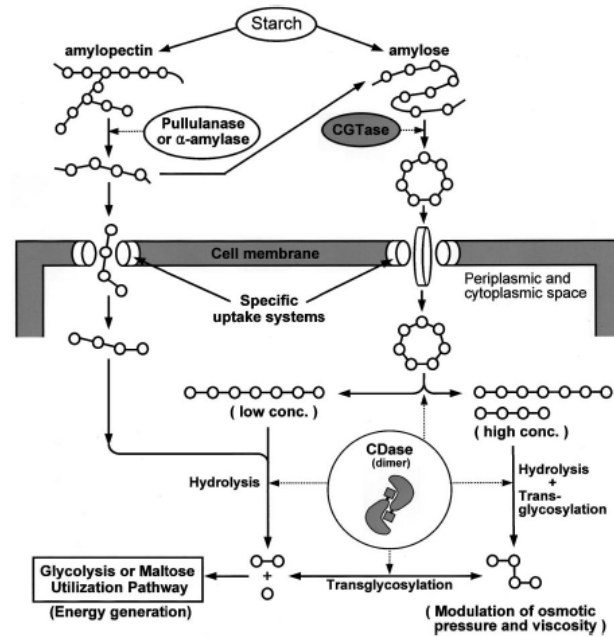 Starch
amylopectin
amylose
Pullulanase
or α-amylase
CGTase
Cell membrane
Periplasmic and
cytoplasmic space
Specific
uptake systems
( low conc. )
( high conc. )
CDase
(dimer)
Hydrolysis
Hydrolysis
+
Trans-
glycosylation
Glycolysis or Maltose
Utilization Pathway
(Energy generation)
+
Transglycosylation
( Modulation of osmotic
pressure and viscosity )